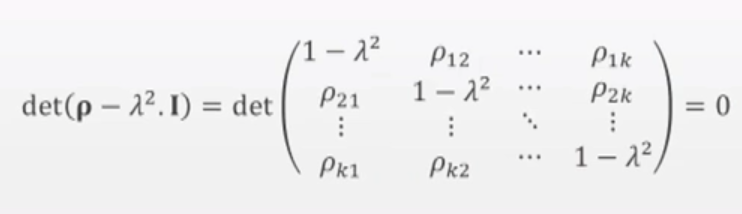 det(𝛒 − λ².𝐈) = det ( 1 − λ² ρ₁₂ ⋯ ρ₁ₖ
ρ₂₁ 1 − λ² ⋯ ρ₂ₖ
⋮ ⋮ ⋱ ⋮
ρₖ₁ ρₖ₂ ⋯ 1 − λ² ) = 0